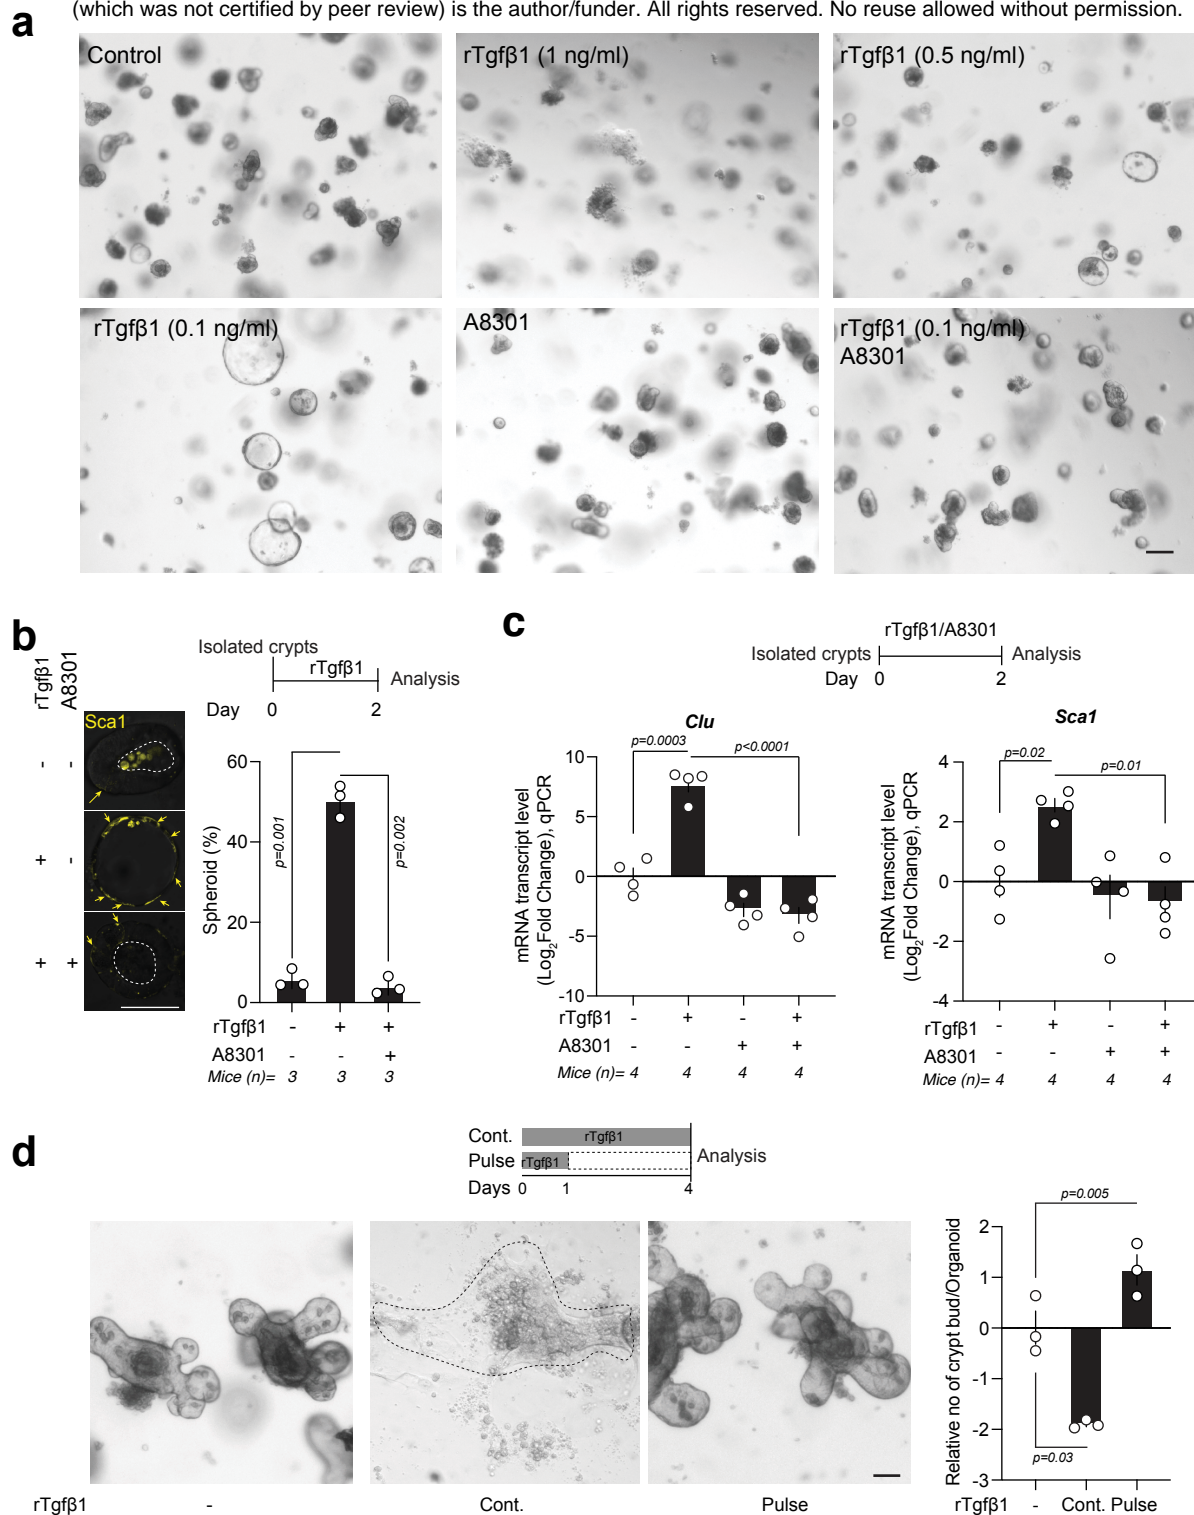 (which was not certified by peer review) is the author/funder. All rights reserved. No reuse allowed without permission.
a
Control
rTgfβ1 (1 ng/ml)
rTgfβ1 (0.5 ng/ml)
rTgfβ1 (0.1 ng/ml)
A8301
rTgfβ1 (0.1 ng/ml)
A8301
b
rTgfβ1
A8301
Sca1
- -
+ -
+ +
Isolated crypts
rTgfβ1
Analysis
Day 0 2
Spheroid (%)
60
40
20
0
p=0.001
p=0.002
rTgfβ1 - + +
A8301 - - +
Mice (n)= 3 3 3
c
rTgfβ1/A8301
Isolated crypts
Analysis
Day 0 2
Clu
mRNA transcript level
(Log2Fold Change), qPCR
10
5
0
-5
-10
p=0.0003
p<0.0001
rTgfβ1 - + - +
A8301 - - + +
Mice (n)= 4 4 4 4
Sca1
mRNA transcript level
(Log2Fold Change), qPCR
4
2
0
-2
-4
p=0.02
p=0.01
rTgfβ1 - + - +
A8301 - - + +
Mice (n)= 4 4 4 4
d
Cont. rTgfβ1
Pulse rTgfβ1
Analysis
Days 0 1 4
rTgfβ1 - Cont. Pulse
Relative no of crypt bud/Organoid
2
1
0
-1
-2
-3
p=0.005
p=0.03
rTgfβ1 - Cont. Pulse